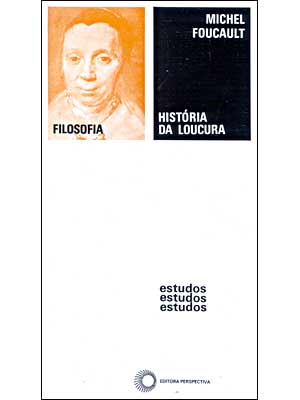 MICHEL
FOUCAULT
FILOSOFIA
HISTÓRIA
DA LOUCURA
estudos
estudos
estudos
EDITORA PERSPECTIVA